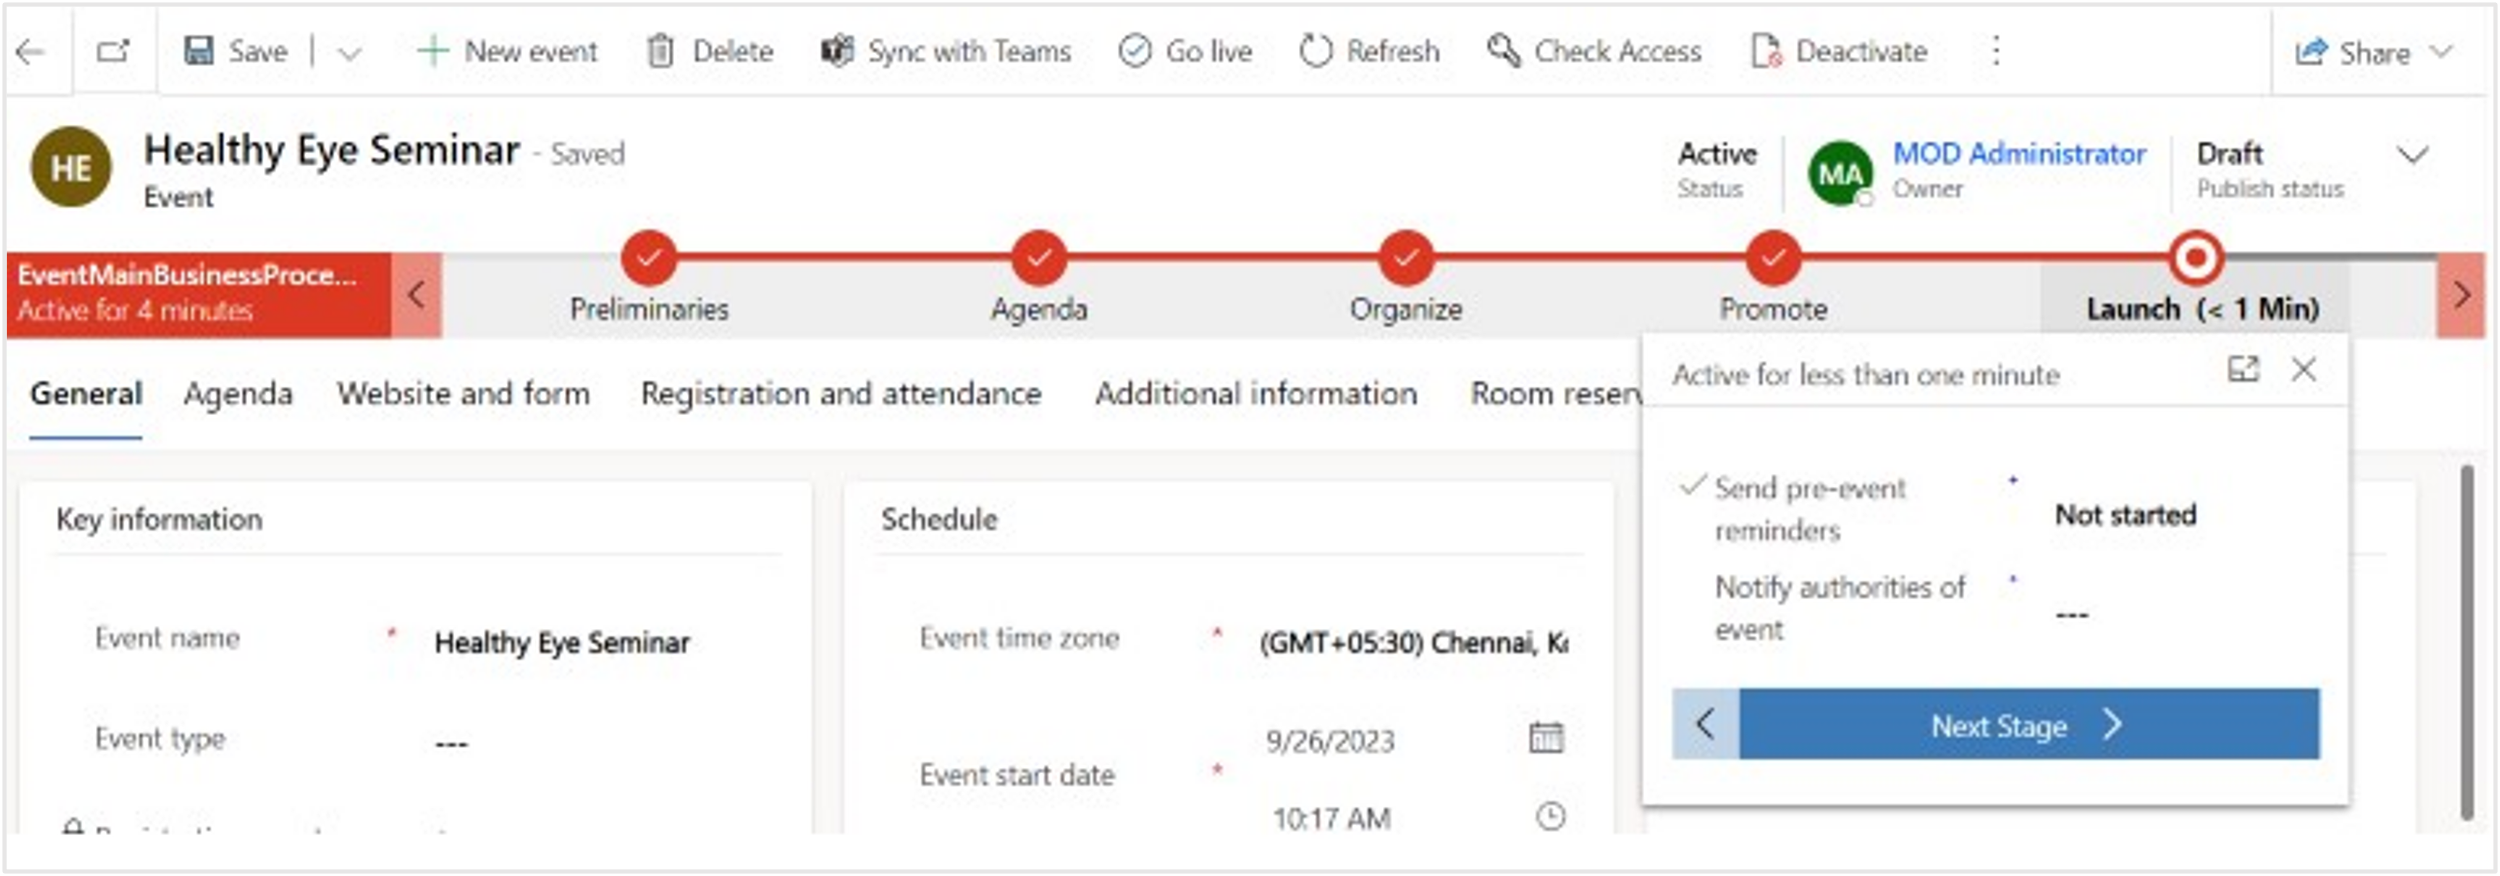 Save
New event
Delete
Sync with Teams
Go live
Refresh
Check Access
Deactivate
Share
HE
Healthy Eye Seminar - Saved
Event
Active
Status
MA
MOD Administrator
Owner
Draft
Publish status
EventMainBusinessProce...
Active for 4 minutes
Preliminaries
Agenda
Organize
Promote
Launch (< 1 Min)
General
Agenda
Website and form
Registration and attendance
Additional information
Room reserv
Active for less than one minute
Send pre-event
reminders
*
Not started
Notify authorities of
event
*
---
Next Stage
Key information
Event name
*
Healthy Eye Seminar
Event type
---
Schedule
Event time zone
*
(GMT+05:30) Chennai, K
Event start date
*
9/26/2023
10:17 AM